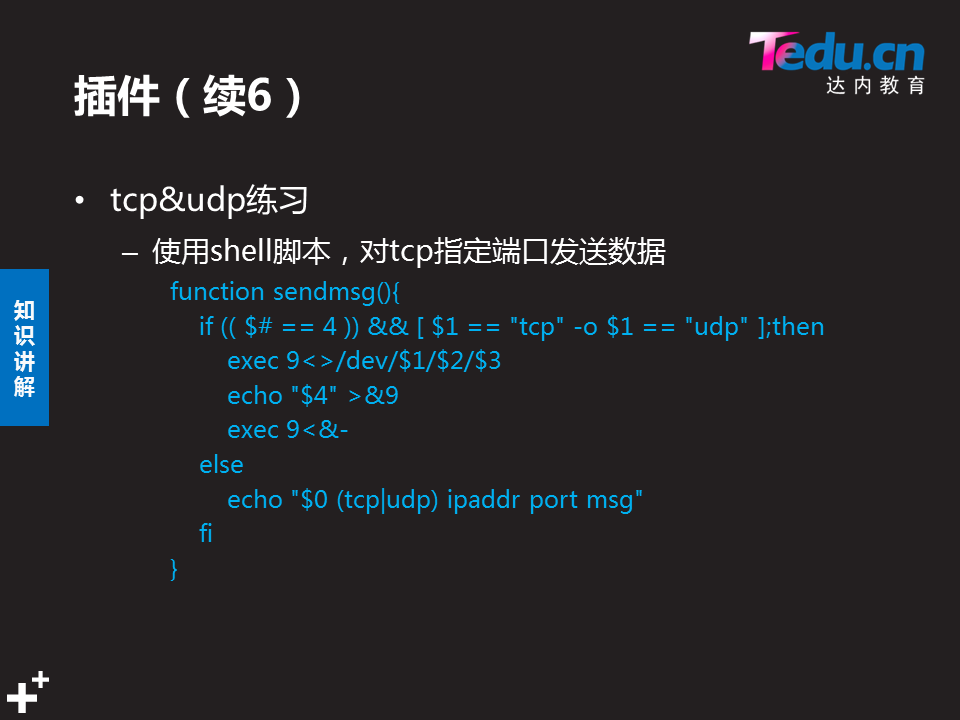 Tedu.cn
达内教育
插件（续6）
• tcp&udp练习
– 使用shell脚本，对tcp指定端口发送数据
function sendmsg(){
if (( $# == 4 )) && [ $1 == "tcp" -o $1 == "udp" ];then
exec 9<>/dev/$1/$2/$3
echo "$4" >&9
exec 9<&-
else
echo "$0 (tcp|udp) ipaddr port msg"
fi
}
知识讲解